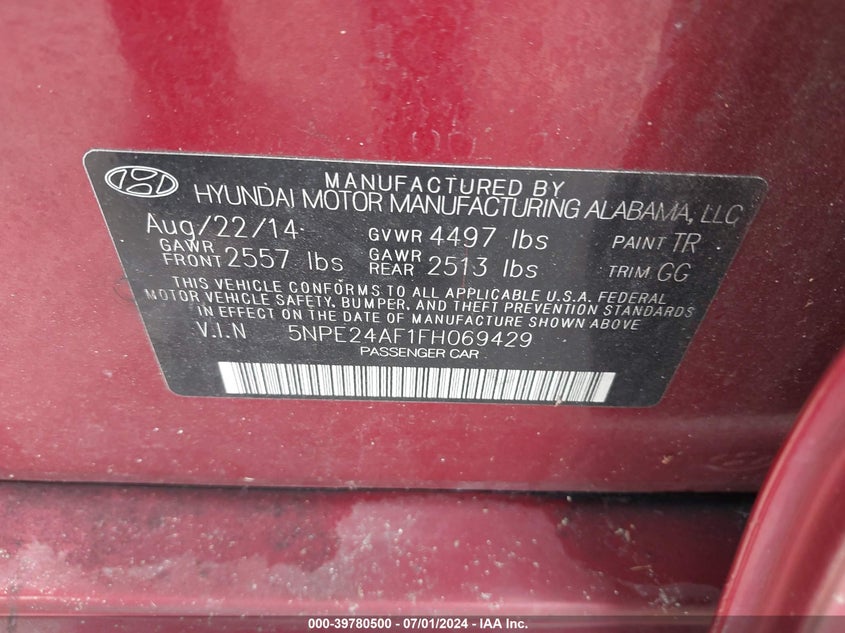 MANUFACTURED BY
HYUNDAI MOTOR MANUFACTURING ALABAMA, LLC
Aug/22/14 GVWR 4497 lbs PAINT TR
GAWR FRONT 2557 lbs GAWR REAR 2513 lbs TRIM GG
THIS VEHICLE CONFORMS TO ALL APPLICABLE U.S.A. FEDERAL
MOTOR VEHICLE SAFETY, BUMPER, AND THEFT PREVENTION STANDARDS
IN EFFECT ON THE DATE OF MANUFACTURE SHOWN ABOVE.
V.I.N 5NPE24AF1FH069429
PASSENGER CAR
000-39780500 - 07/01/2024 - IAA Inc.